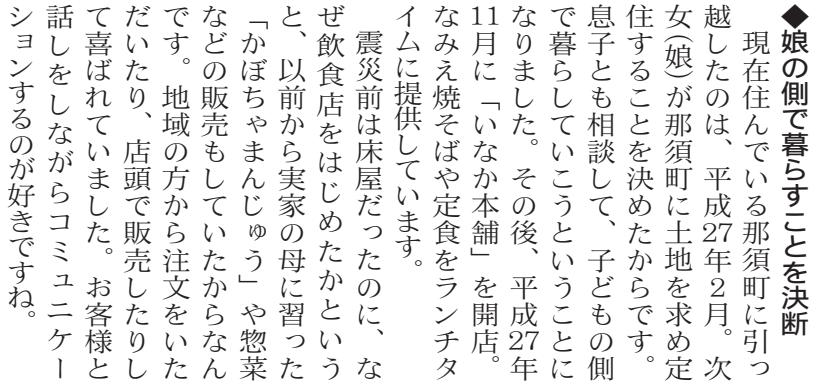 ◆娘の側で暮らすことを決断
　現在住んでいる那須町に引っ
越したのは、平成27年２月。次
女(娘)が那須町に土地を求め定
住することを決めたからです。
息子とも相談して、子どもの側
で暮らしていこうということに
なりました。その後、平成27年
11月に「いなか本舗」を開店。
なみえ焼そばや定食をランチタ
イムに提供しています。
　震災前は床屋だったのに、な
ぜ飲食店をはじめたかという
と、以前から実家の母に習った
「かぼちゃまんじゅう」や惣菜
などの販売もしていたからなん
です。地域の方から注文をいた
だいたり、店頭で販売したりし
て喜ばれていました。お客様と
話しをしながらコミュニケー
ションするのが好きですね。